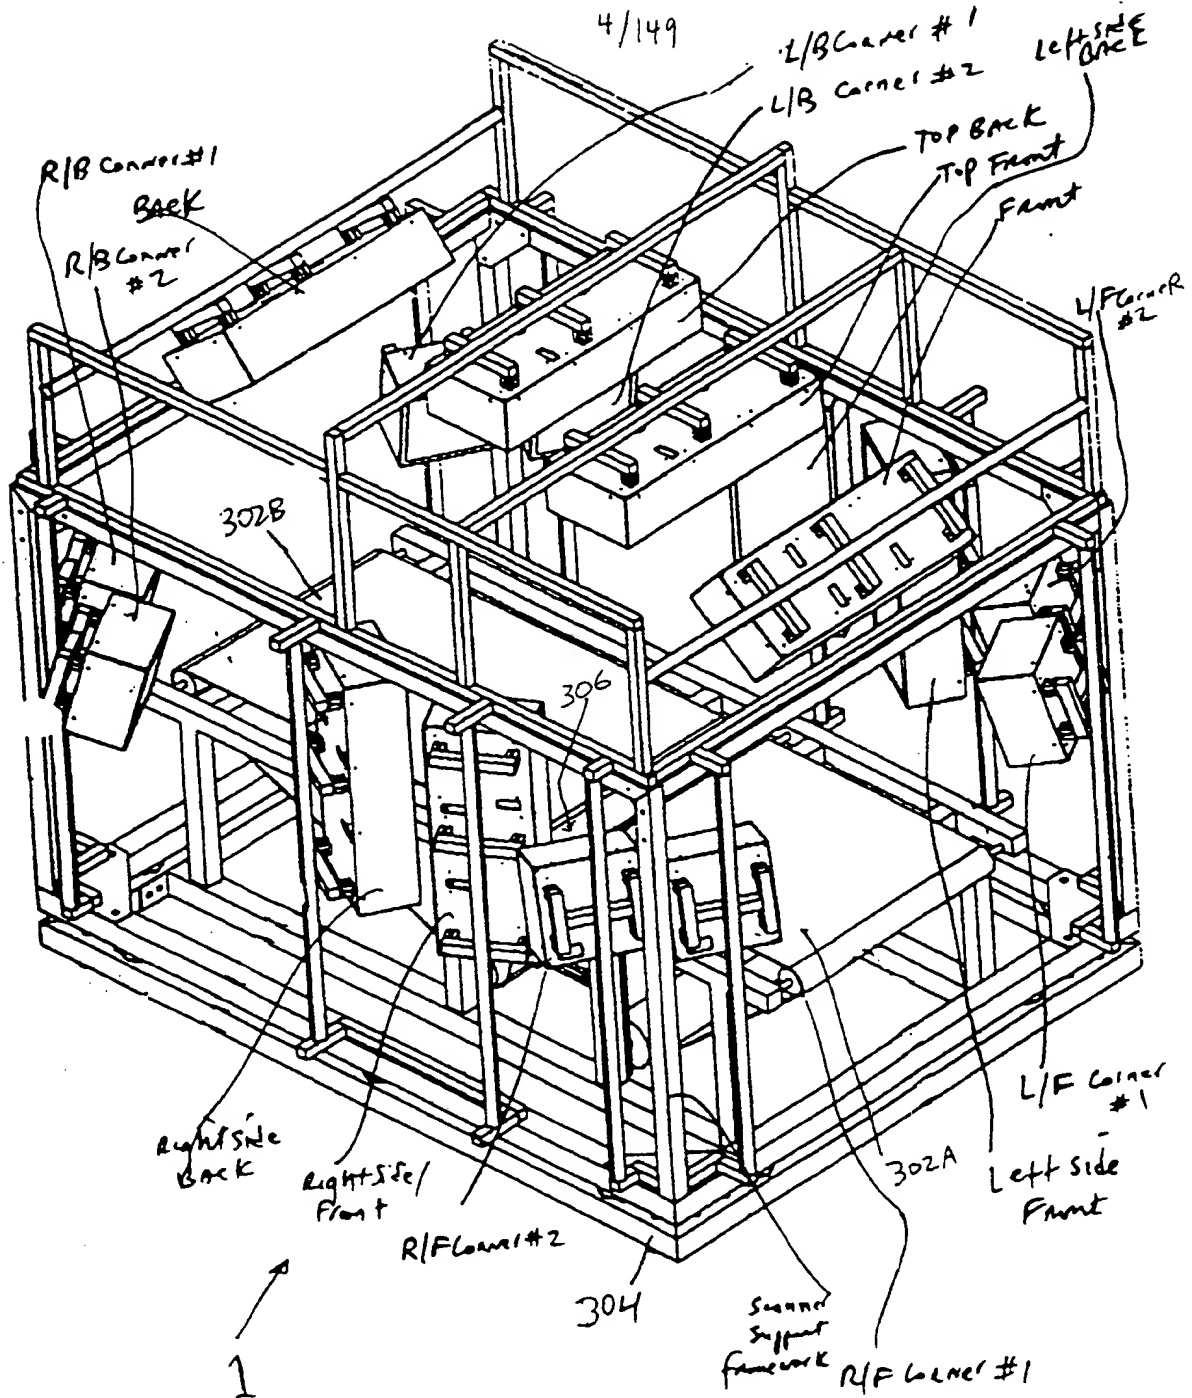 4/149
L/B Corner #1
L/B Corner #2
Left side
BACK
TOP BACK
Top Front
Front
R/B Corner #1
BACK
R/B Corner
#2
L/F CorneR
#2
302B
306
L/F Corner
#1
302A
Left Side
Front
Right Side
BACK
Right Side/
Front
R/F Corner #2
304
Scanner
Support
framework
R/F Corner #1
1